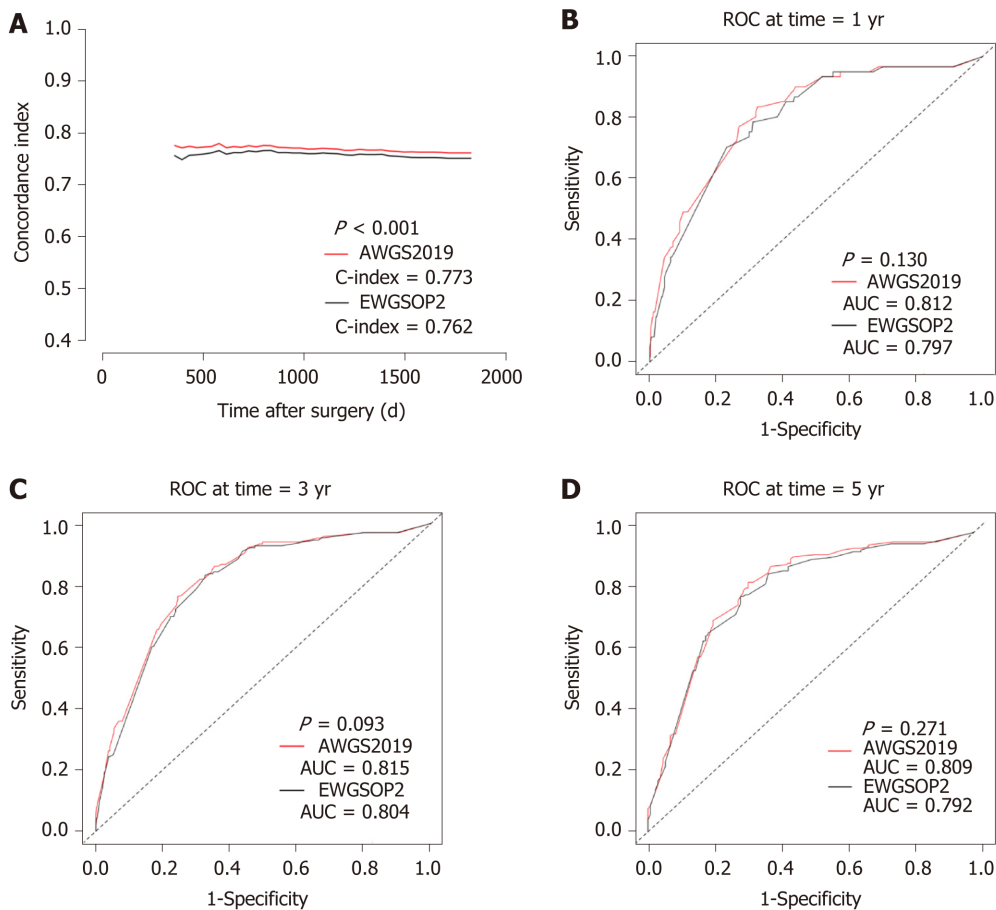 A
1.0
0.9
0.8
0.7
0.6
0.5
0.4
Concordance index
P < 0.001
AWGS2019
C-index = 0.773
EWGSOP2
C-index = 0.762
0 500 1000 1500 2000
Time after surgery (d)
B
ROC at time = 1 yr
1.0
0.8
0.6
0.4
0.2
0.0
Sensitivity
P = 0.130
AWGS2019
AUC = 0.812
EWGSOP2
AUC = 0.797
0.0 0.2 0.4 0.6 0.8 1.0
1-Specificity
C
ROC at time = 3 yr
1.0
0.8
0.6
0.4
0.2
0.0
Sensitivity
P = 0.093
AWGS2019
AUC = 0.815
EWGSOP2
AUC = 0.804
0.0 0.2 0.4 0.6 0.8 1.0
1-Specificity
D
ROC at time = 5 yr
1.0
0.8
0.6
0.4
0.2
0.0
Sensitivity
P = 0.271
AWGS2019
AUC = 0.809
EWGSOP2
AUC = 0.792
0.0 0.2 0.4 0.6 0.8 1.0
1-Specificity